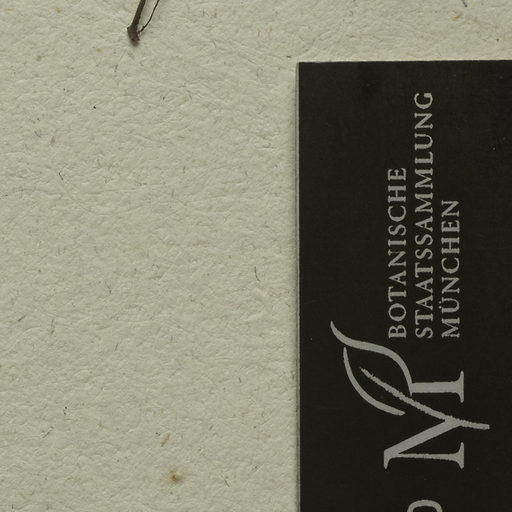 BOTANISCHE
STAATSSAMMLUNG
MÜNCHEN
M